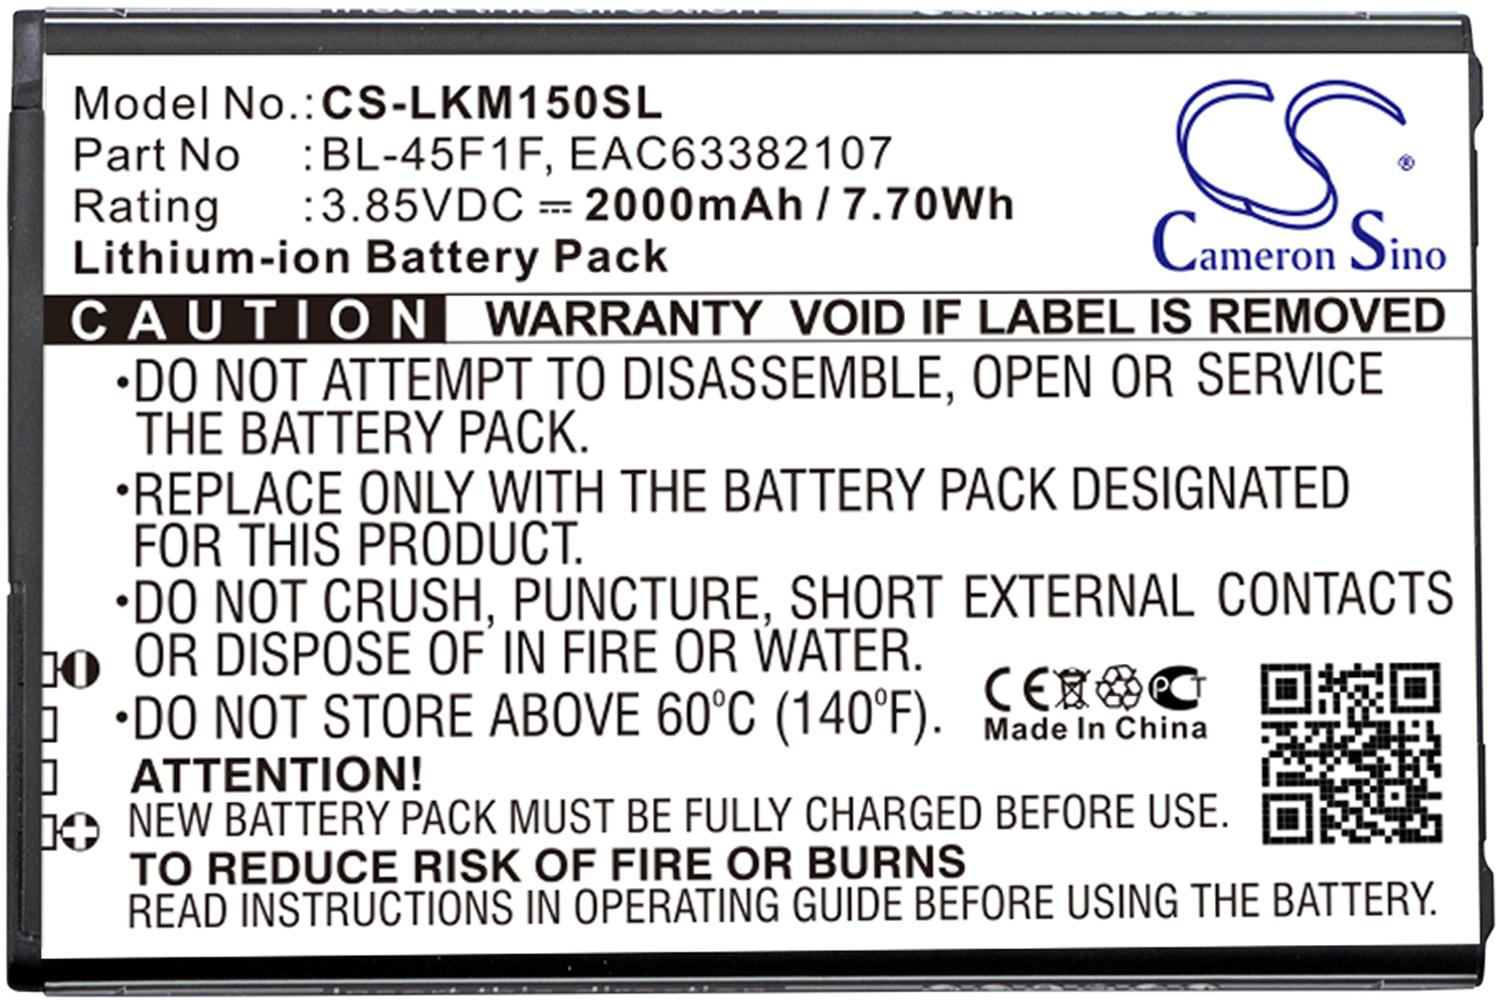 Model No.: CS-LKM150SL
Part No : BL-45F1F, EAC63382107
Rating : 3.85VDC ⎓ 2000mAh / 7.70Wh
Lithium-ion Battery Pack
CS ®
Cameron Sino
CAUTION WARRANTY VOID IF LABEL IS REMOVED
•DO NOT ATTEMPT TO DISASSEMBLE, OPEN OR SERVICE
THE BATTERY PACK.
•REPLACE ONLY WITH THE BATTERY PACK DESIGNATED
FOR THIS PRODUCT.
•DO NOT CRUSH, PUNCTURE, SHORT EXTERNAL CONTACTS
OR DISPOSE OF IN FIRE OR WATER.
•DO NOT STORE ABOVE 60°C (140°F).
CE PCT
Made In China
ATTENTION!
NEW BATTERY PACK MUST BE FULLY CHARGED BEFORE USE.
TO REDUCE RISK OF FIRE OR BURNS
READ INSTRUCTIONS IN OPERATING GUIDE BEFORE USING THE BATTERY.